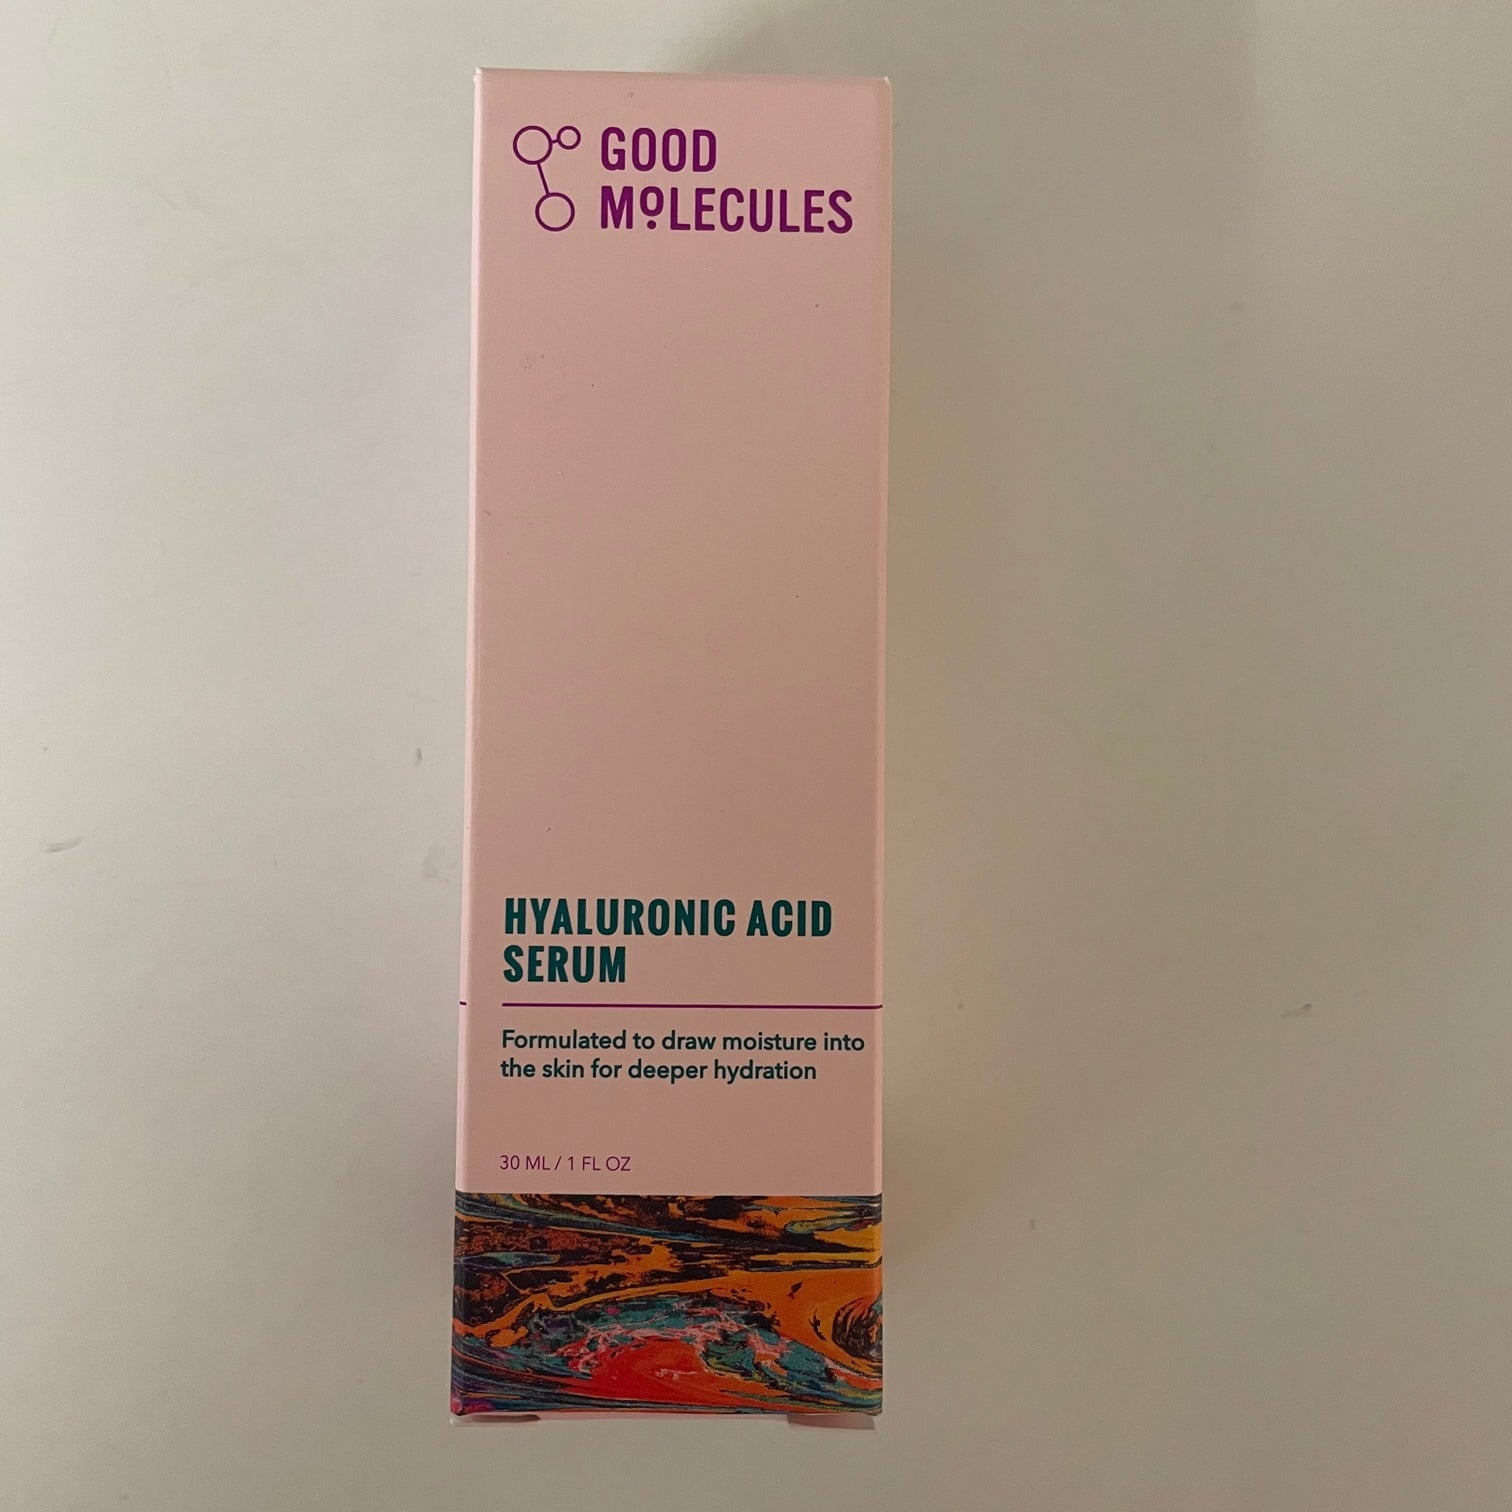 GOOD
MOLECULES
HYALURONIC ACID
SERUM
Formulated to draw moisture into
the skin for deeper hydration
30 ML / 1 FL OZ